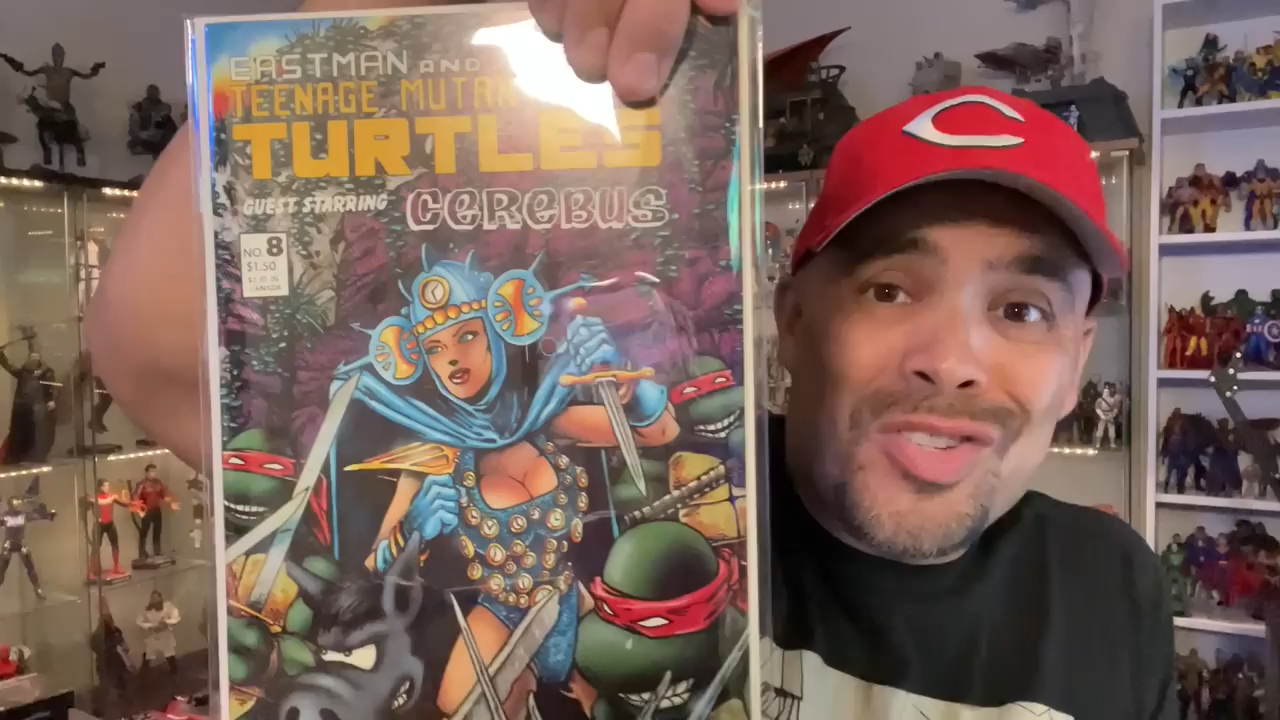 EASTMAN AND
TEENAGE MUTAN
TURTLES
GUEST STARRING CEREBUS
NO. 8
$1.50
CANADA
C